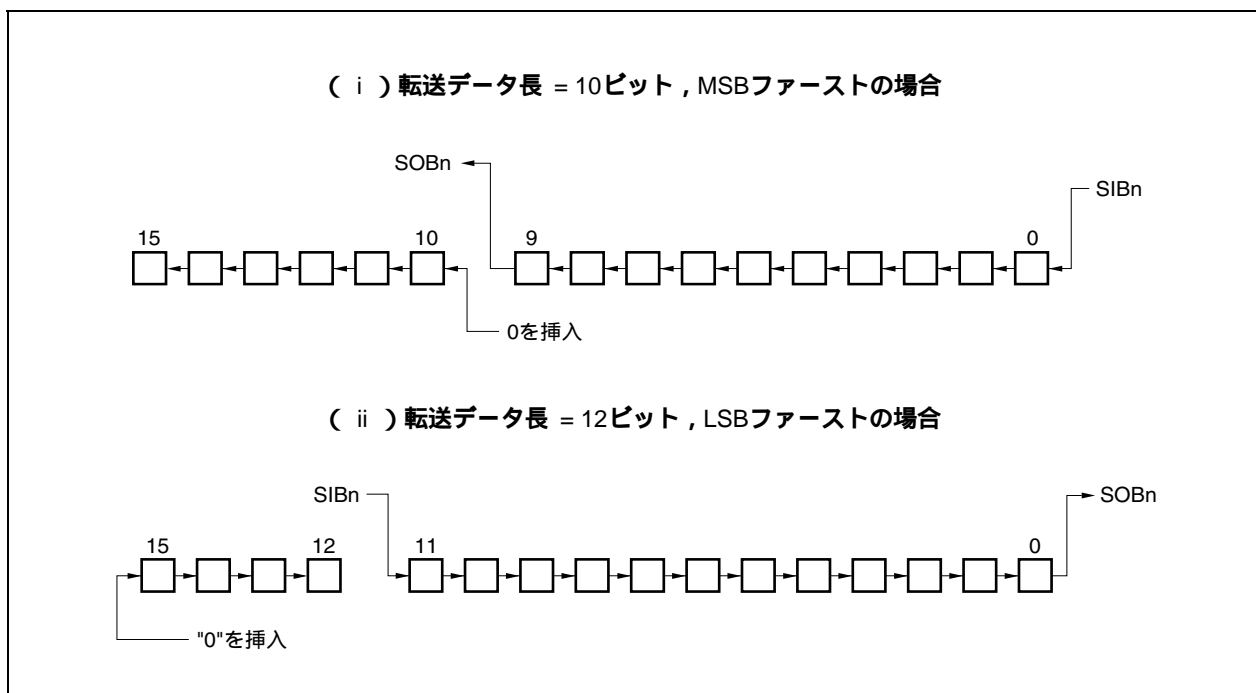 ( i )転送データ長 = 10ビット , MSBファーストの場合
SOBn
SIBn
15
10
9
0
0を挿入
( ii )転送データ長 = 12ビット , LSBファーストの場合
SIBn
SOBn
15
12
11
0
"0"を挿入